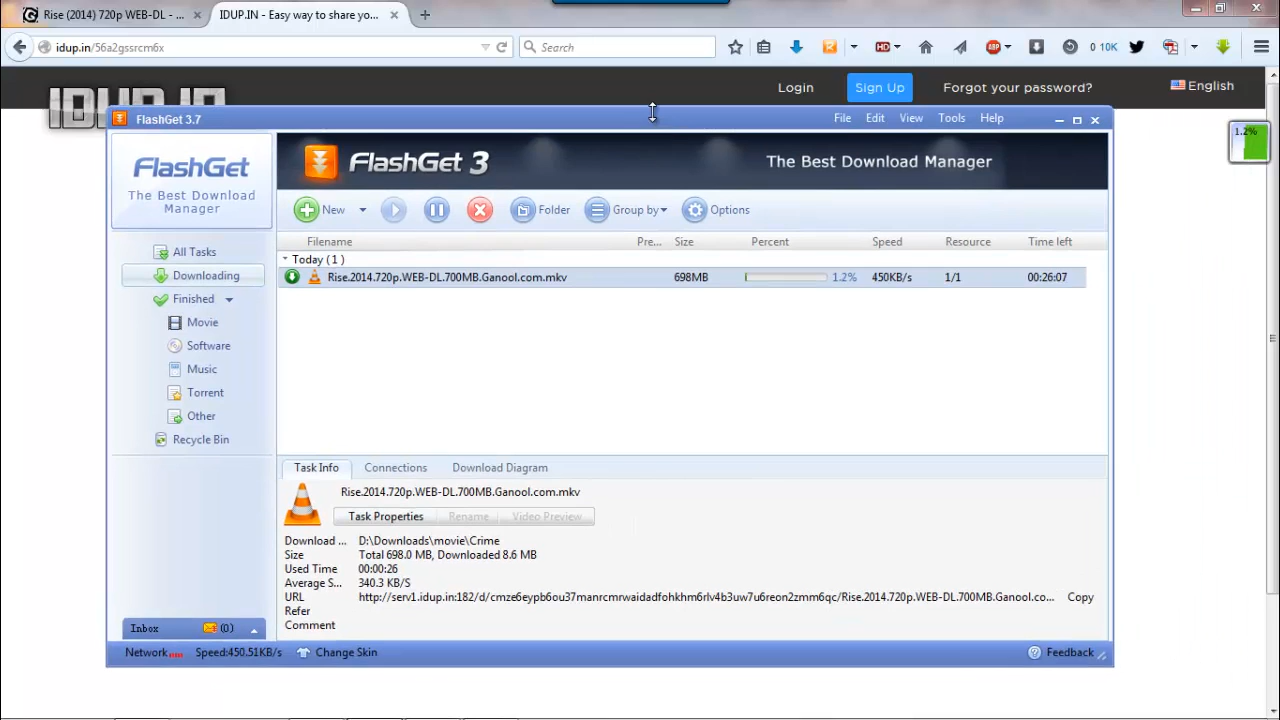 Rise (2014) 720p WEB-DL - ...
IDUP.IN - Easy way to share yo...
idup.in/56a2gssrcm6x
Search
HD
ABP
0 10K
IDUP.IN
Login
Sign Up
Forgot your password?
English
FlashGet 3.7
File Edit View Tools Help
1.2%
FlashGet
The Best Download
Manager
FlashGet 3
The Best Download Manager
New
Folder
Group by
Options
All Tasks
Downloading
Finished
Movie
Software
Music
Torrent
Other
Recycle Bin
Filename Pre... Size Percent Speed Resource Time left
Today ( 1 )
Rise.2014.720p.WEB-DL.700MB.Ganool.com.mkv 698MB 1.2% 450KB/s 1/1 00:26:07
Task Info Connections Download Diagram
Rise.2014.720p.WEB-DL.700MB.Ganool.com.mkv
Task Properties Rename Video Preview
Download ... D:\Downloads\movie\Crime
Size Total 698.0 MB, Downloaded 8.6 MB
Used Time 00:00:26
Average S... 340.3 KB/S
URL http://serv1.idup.in:182/d/cmze6eypb6ou37manrcmrwaidadfohkhm6rlv4b3uw7u6reon2zmm6qc/Rise.2014.720p.WEB-DL.700MB.Ganool.co... Copy
Refer
Comment
Inbox (0)
Network Speed:450.51KB/s Change Skin Feedback